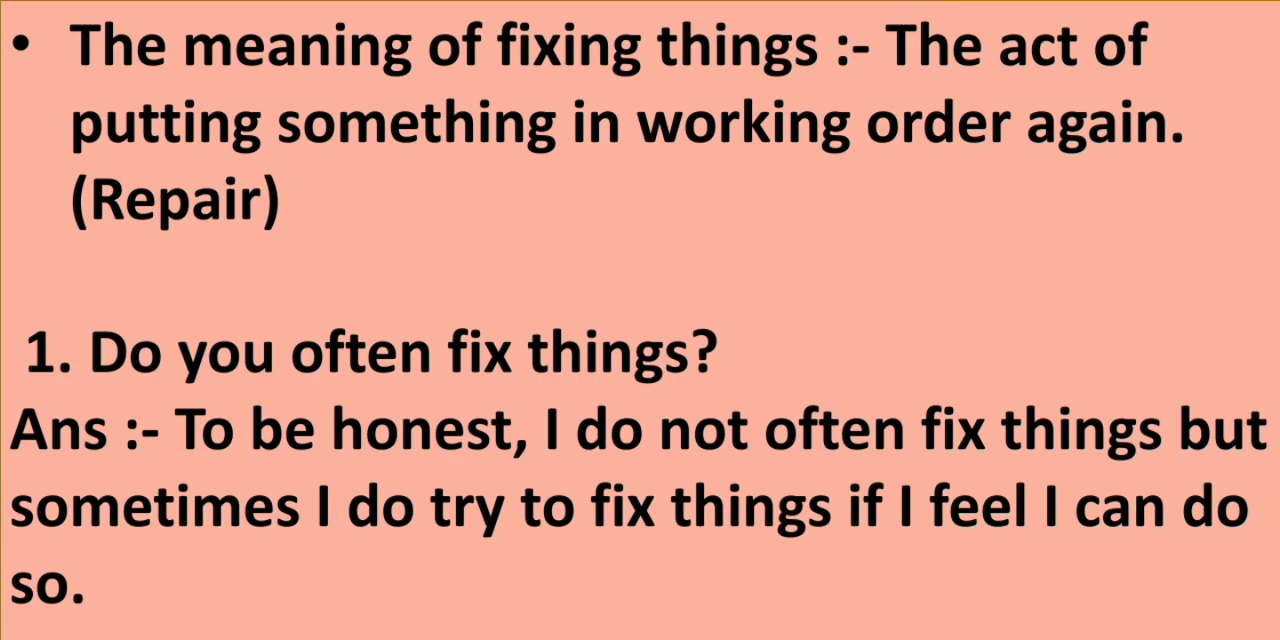 • The meaning of fixing things :- The act of
putting something in working order again.
(Repair)
1. Do you often fix things?
Ans :- To be honest, I do not often fix things but
sometimes I do try to fix things if I feel I can do
so.